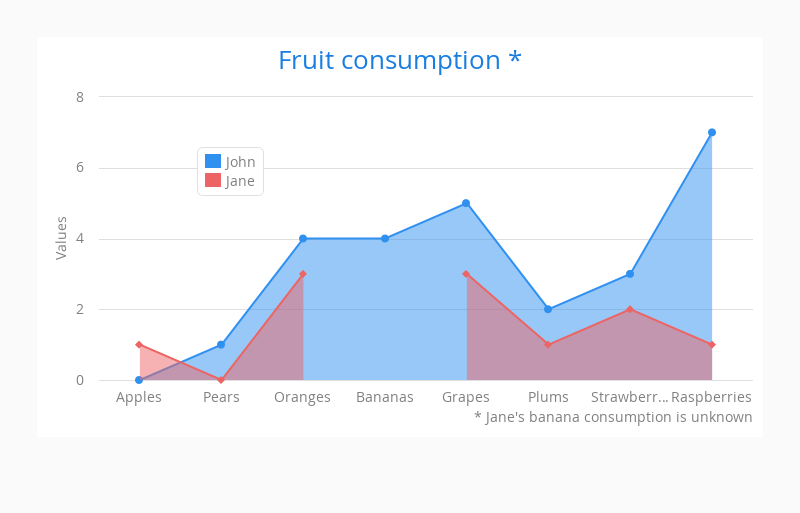 Fruit consumption *
8
6
4
2
0
Values
John
Jane
Apples Pears Oranges Bananas Grapes Plums Strawberr... Raspberries
* Jane's banana consumption is unknown